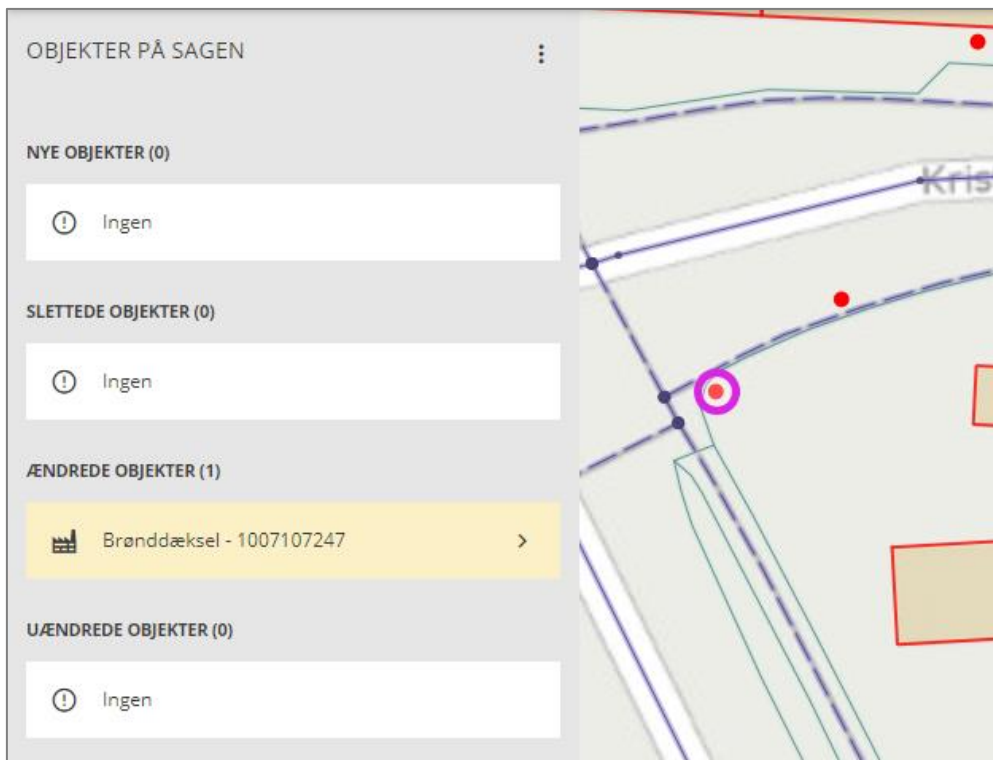 OBJEKTER PÅ SAGEN
NYE OBJEKTER (0)
Ingen
SLETTEDE OBJEKTER (0)
Ingen
ÆNDREDE OBJEKTER (1)
Brønddæksel - 1007107247
UÆNDREDE OBJEKTER (0)
Ingen
Kris